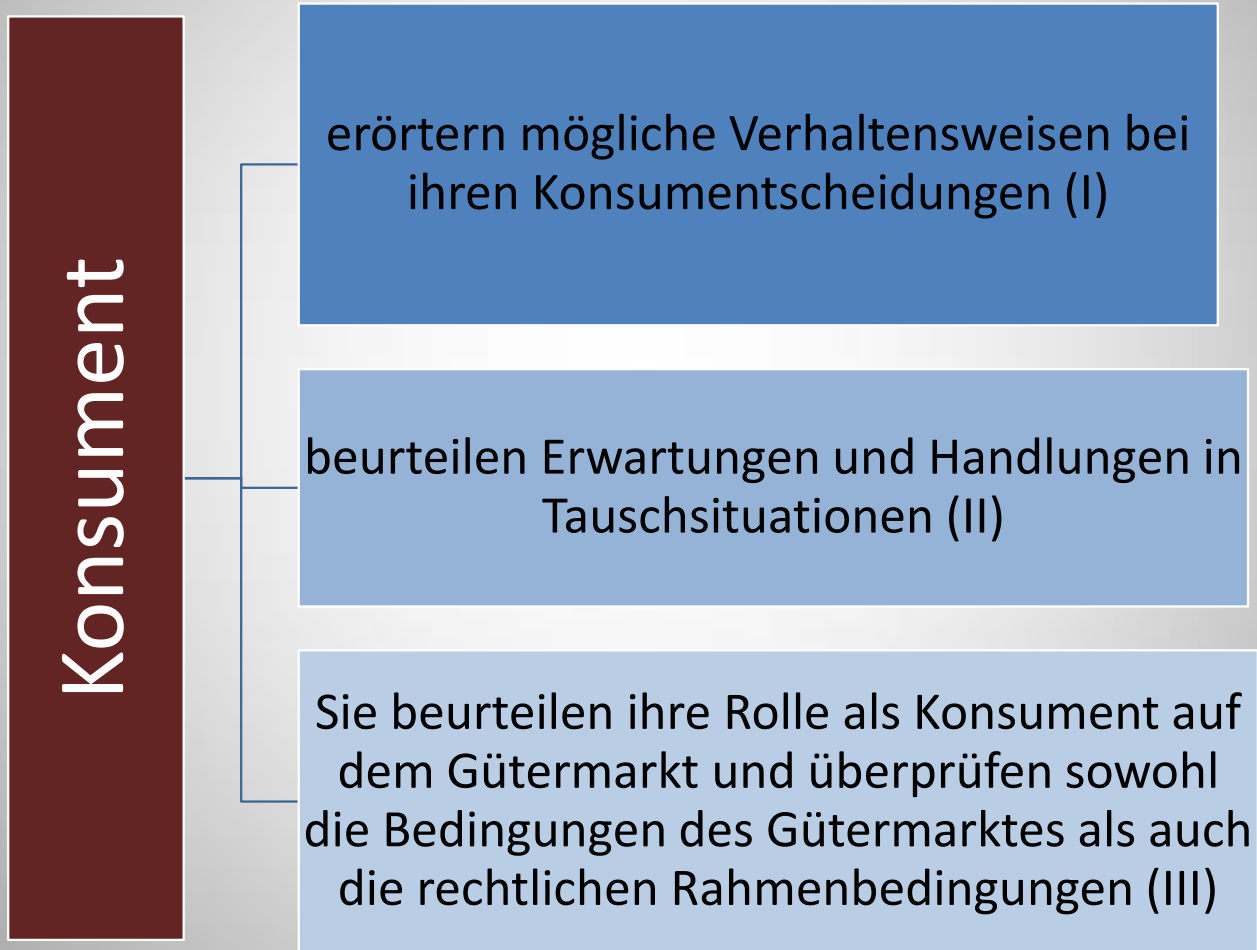 Konsument
erörtern mögliche Verhaltensweisen bei
ihren Konsumentscheidungen (I)
beurteilen Erwartungen und Handlungen in
Tauschsituationen (II)
Sie beurteilen ihre Rolle als Konsument auf
dem Gütermarkt und überprüfen sowohl
die Bedingungen des Gütermarktes als auch
die rechtlichen Rahmenbedingungen (III)